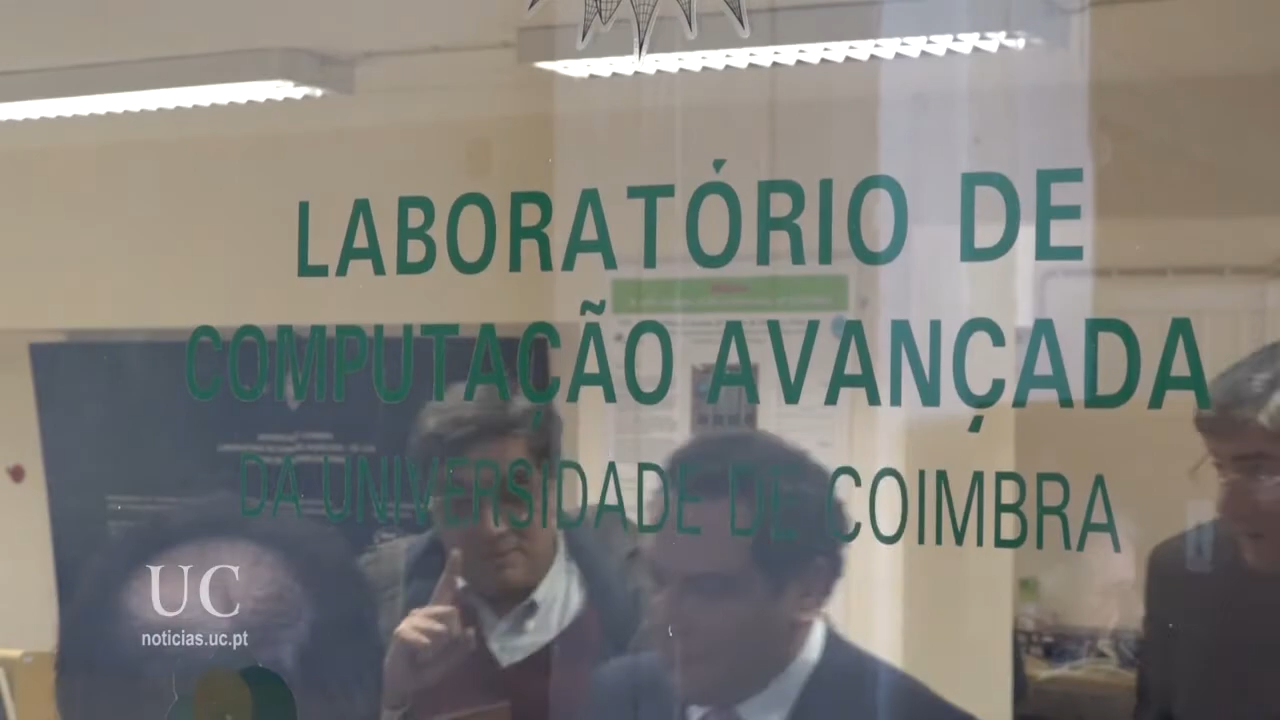 LABORATÓRIO DE
COMPUTAÇÃO AVANÇADA
DA UNIVERSIDADE DE COIMBRA
UC
noticias.uc.pt